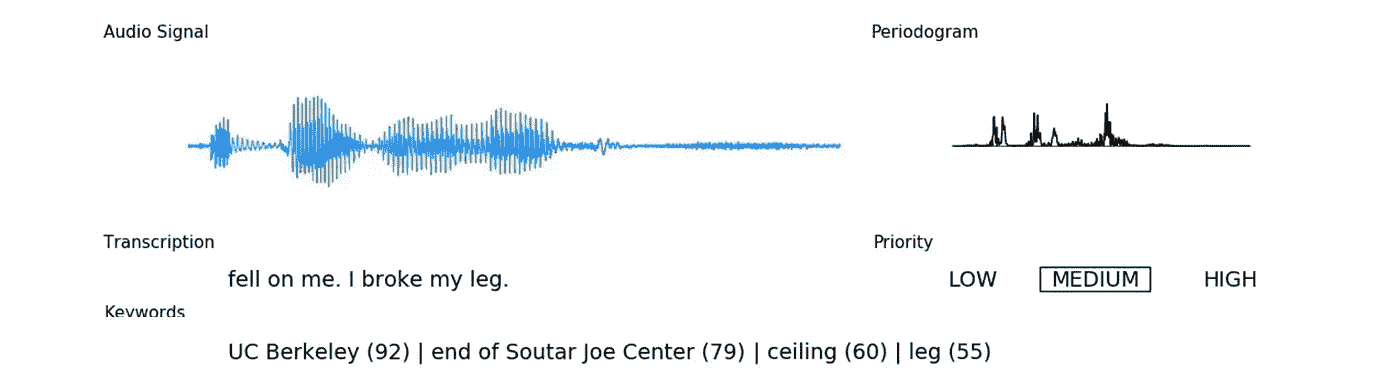 Audio Signal
Periodogram
Transcription
Priority
fell on me. I broke my leg.
LOW MEDIUM HIGH
Keywords
UC Berkeley (92) | end of Soutar Joe Center (79) | ceiling (60) | leg (55)